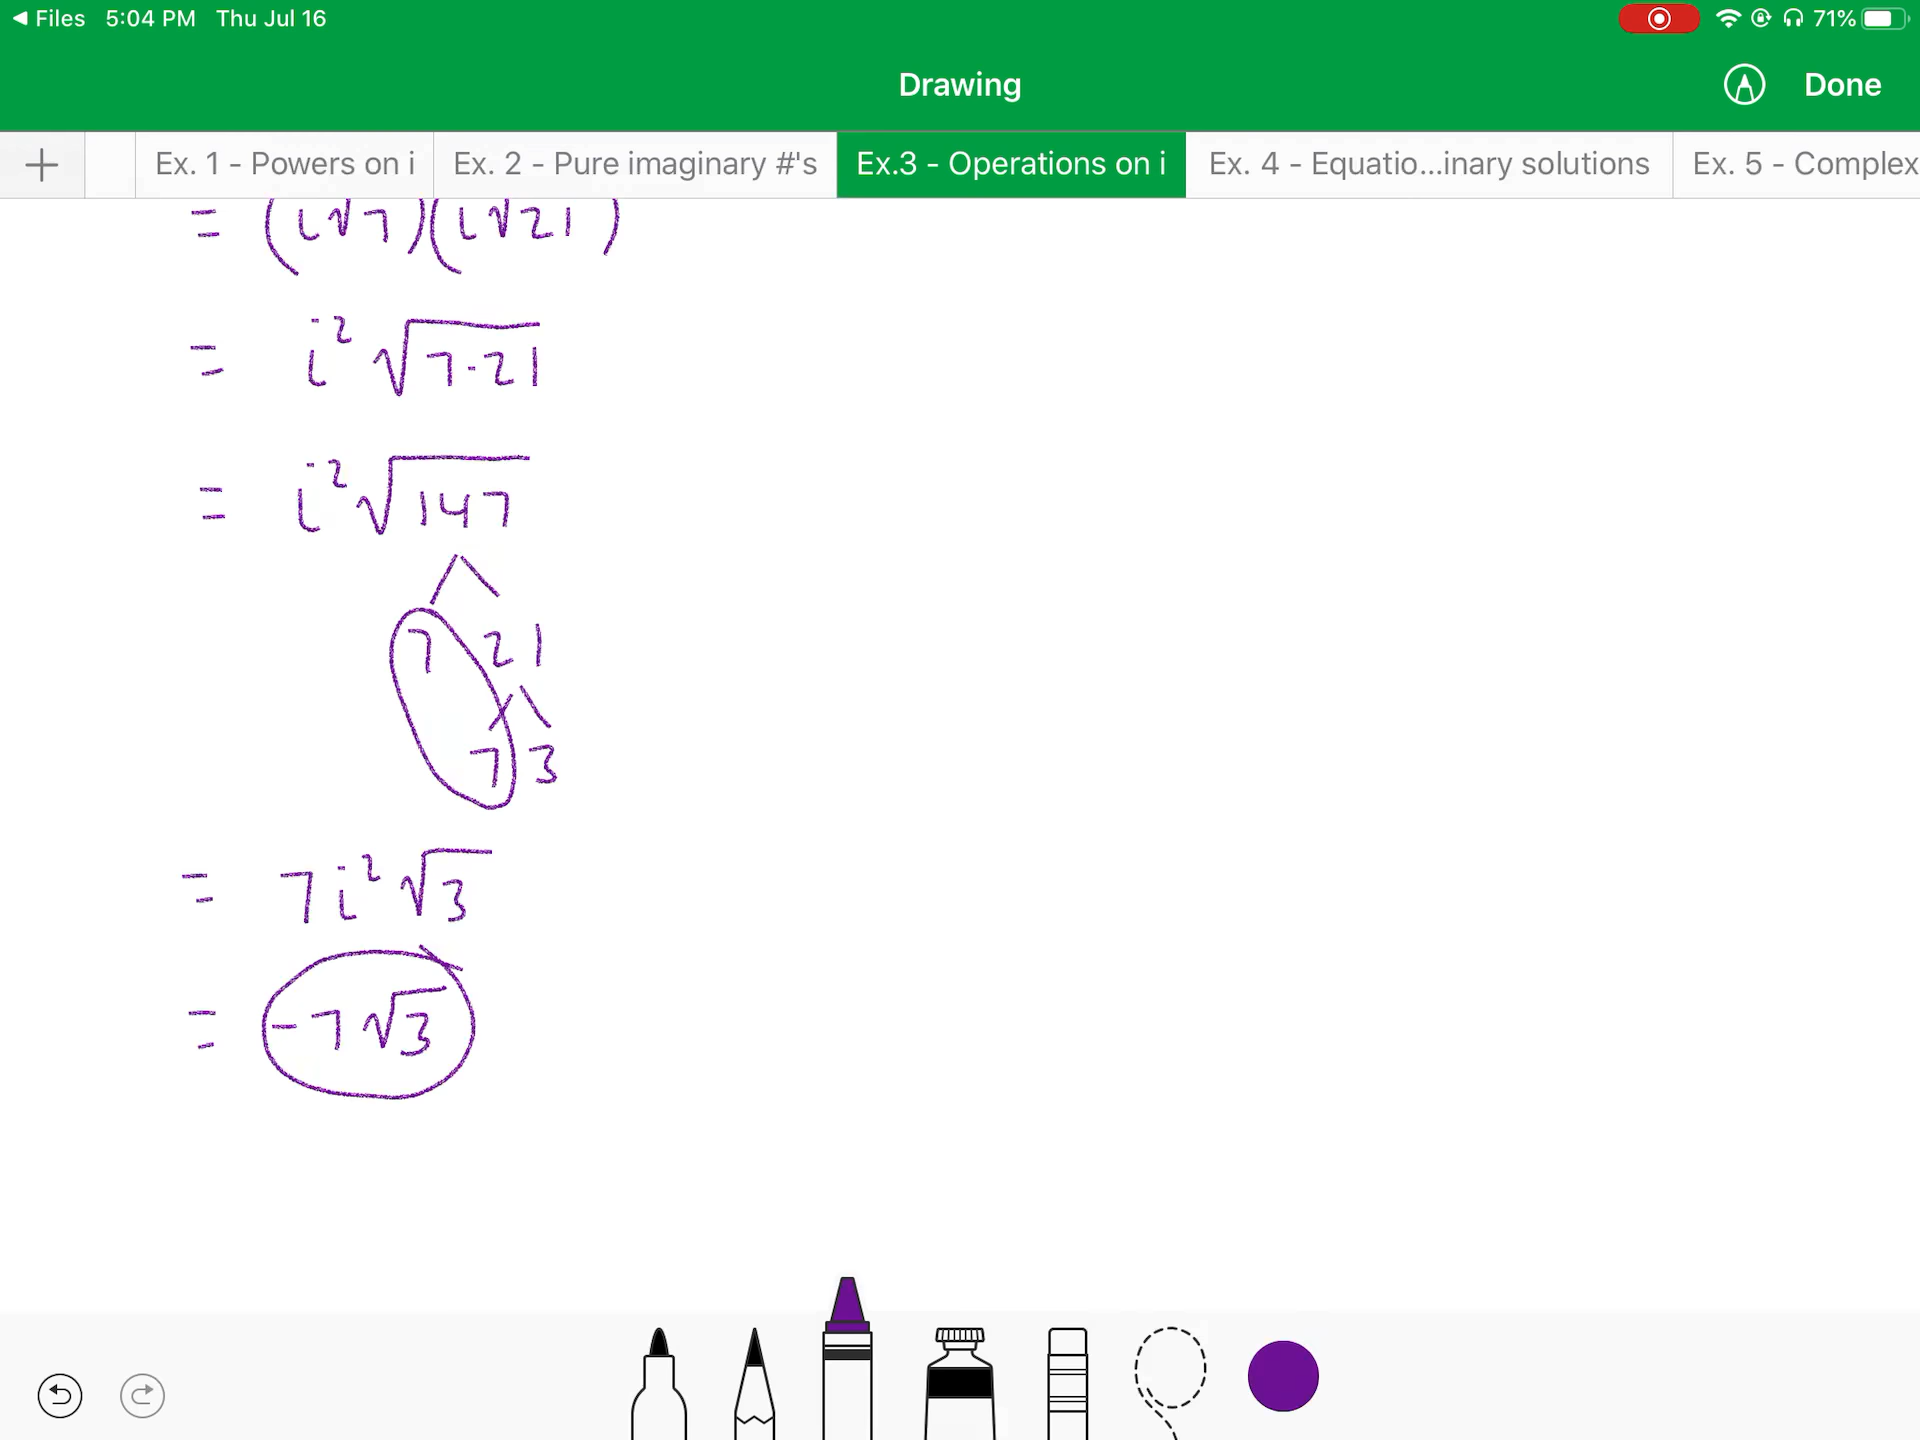 ◀ Files 5:04 PM Thu Jul 16 71%
Drawing Done
+ Ex. 1 - Powers on i Ex. 2 - Pure imaginary #'s Ex.3 - Operations on i Ex. 4 - Equatio...inary solutions Ex. 5 - Complex
= (i√7)(i√21)
= i²√7·21
= i²√147
7 21
7 3
= 7i²√3
= -7√3